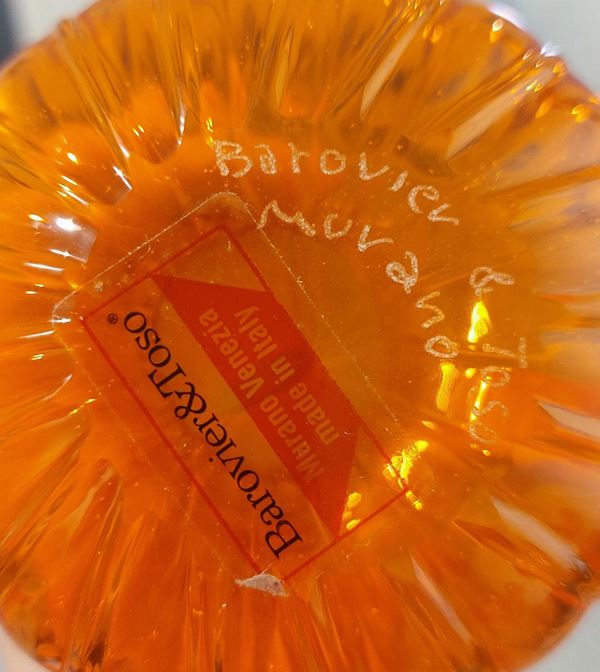 Barovier & Toso
Murano
Barovier&Toso®
Murano Venezia
made in Italy